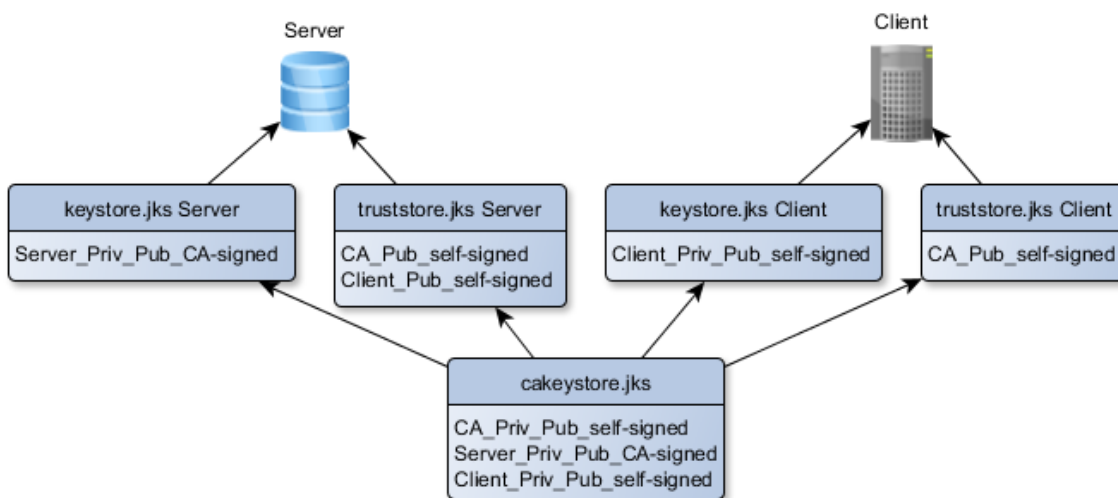 Server
Client
keystore.jks Server
Server_Priv_Pub_CA-signed
truststore.jks Server
CA_Pub_self-signed
Client_Pub_self-signed
keystore.jks Client
Client_Priv_Pub_self-signed
truststore.jks Client
CA_Pub_self-signed
cakeystore.jks
CA_Priv_Pub_self-signed
Server_Priv_Pub_CA-signed
Client_Priv_Pub_self-signed